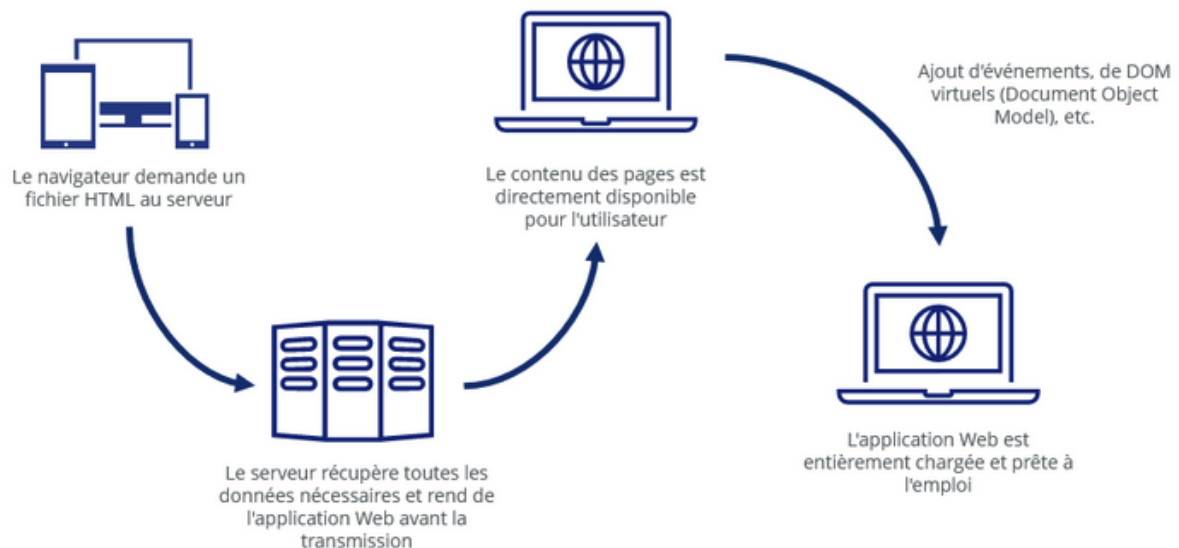 Le navigateur demande un
fichier HTML au serveur
Le serveur récupère toutes les
données nécessaires et rend de
l'application Web avant la
transmission
Le contenu des pages est
directement disponible
pour l'utilisateur
Ajout d'événements, de DOM
virtuels (Document Object
Model), etc.
L'application Web est
entièrement chargée et prête à
l'emploi